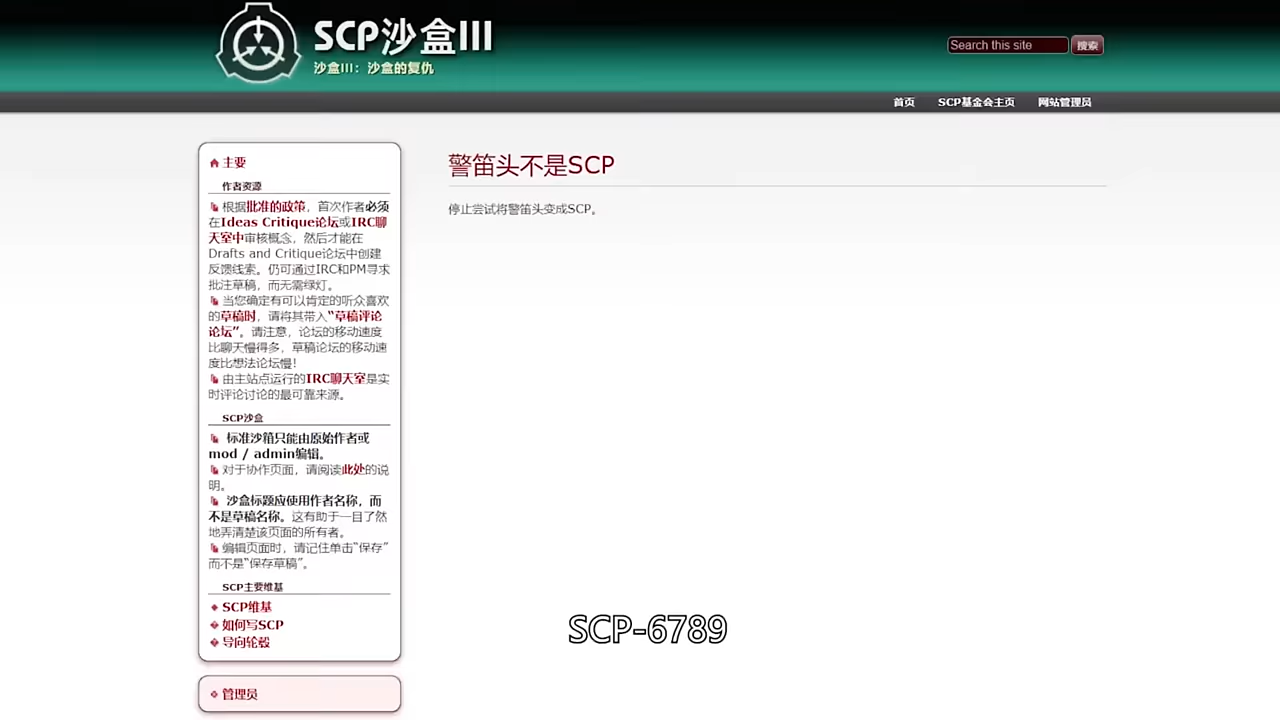 SCP沙盒III
沙盒III：沙盒的复仇
Search this site
搜索
首页
SCP基金会主页
网站管理员
主要
作者资源
根据批准的政策，首次作者必须
在Ideas Critique论坛或IRC聊
天室中审核概念，然后才能在
Drafts and Critique论坛中创建
反馈线索。仍可通过IRC和PM寻求
批注草稿，而无需绿灯。
当您确定有可以肯定的听众喜欢
的草稿时，请将其带入“草稿评论
论坛”。请注意，论坛的移动速度
比聊天慢得多，草稿论坛的移动速
度比想法论坛慢！
由主站点运行的IRC聊天室是实
时评论讨论的最可靠来源。
SCP沙盒
标准沙箱只能由原始作者或
mod / admin编辑。
对于协作页面，请阅读此处的说
明。
沙盒标题应使用作者名称，而
不是草稿名称。这有助于一目了然
地弄清楚该页面的所有者。
编辑页面时，请记住单击“保存”
而不是“保存草稿”。
SCP主要维基
SCP维基
如何写SCP
导向轮毂
管理员
警笛头不是SCP
停止尝试将警笛头变成SCP。
SCP-6789